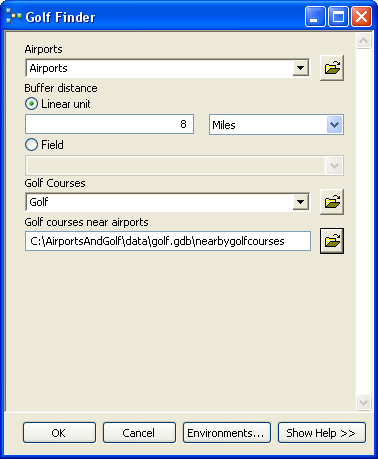 Golf Finder
Airports
Airports
Buffer distance
Linear unit
8 Miles
Field
Golf Courses
Golf
Golf courses near airports
C:\AirportsAndGolf\data\golf.gdb\nearbygolfcourses
OK Cancel Environments... Show Help >>